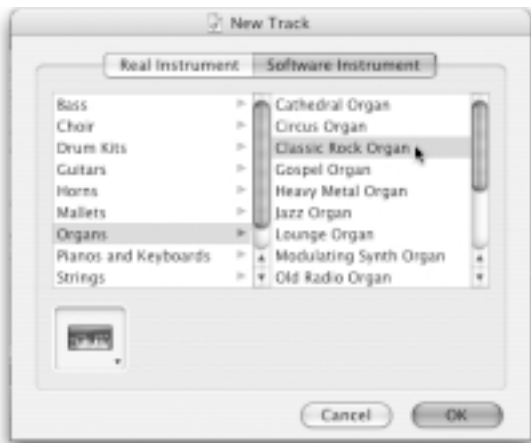 New Track
Real Instrument Software Instrument
Bass
Choir
Drum Kits
Guitars
Horns
Mallets
Organs
Pianos and Keyboards
Strings
Cathedral Organ
Circus Organ
Classic Rock Organ
Gospel Organ
Heavy Metal Organ
Jazz Organ
Lounge Organ
Modulating Synth Organ
Old Radio Organ
Cancel OK